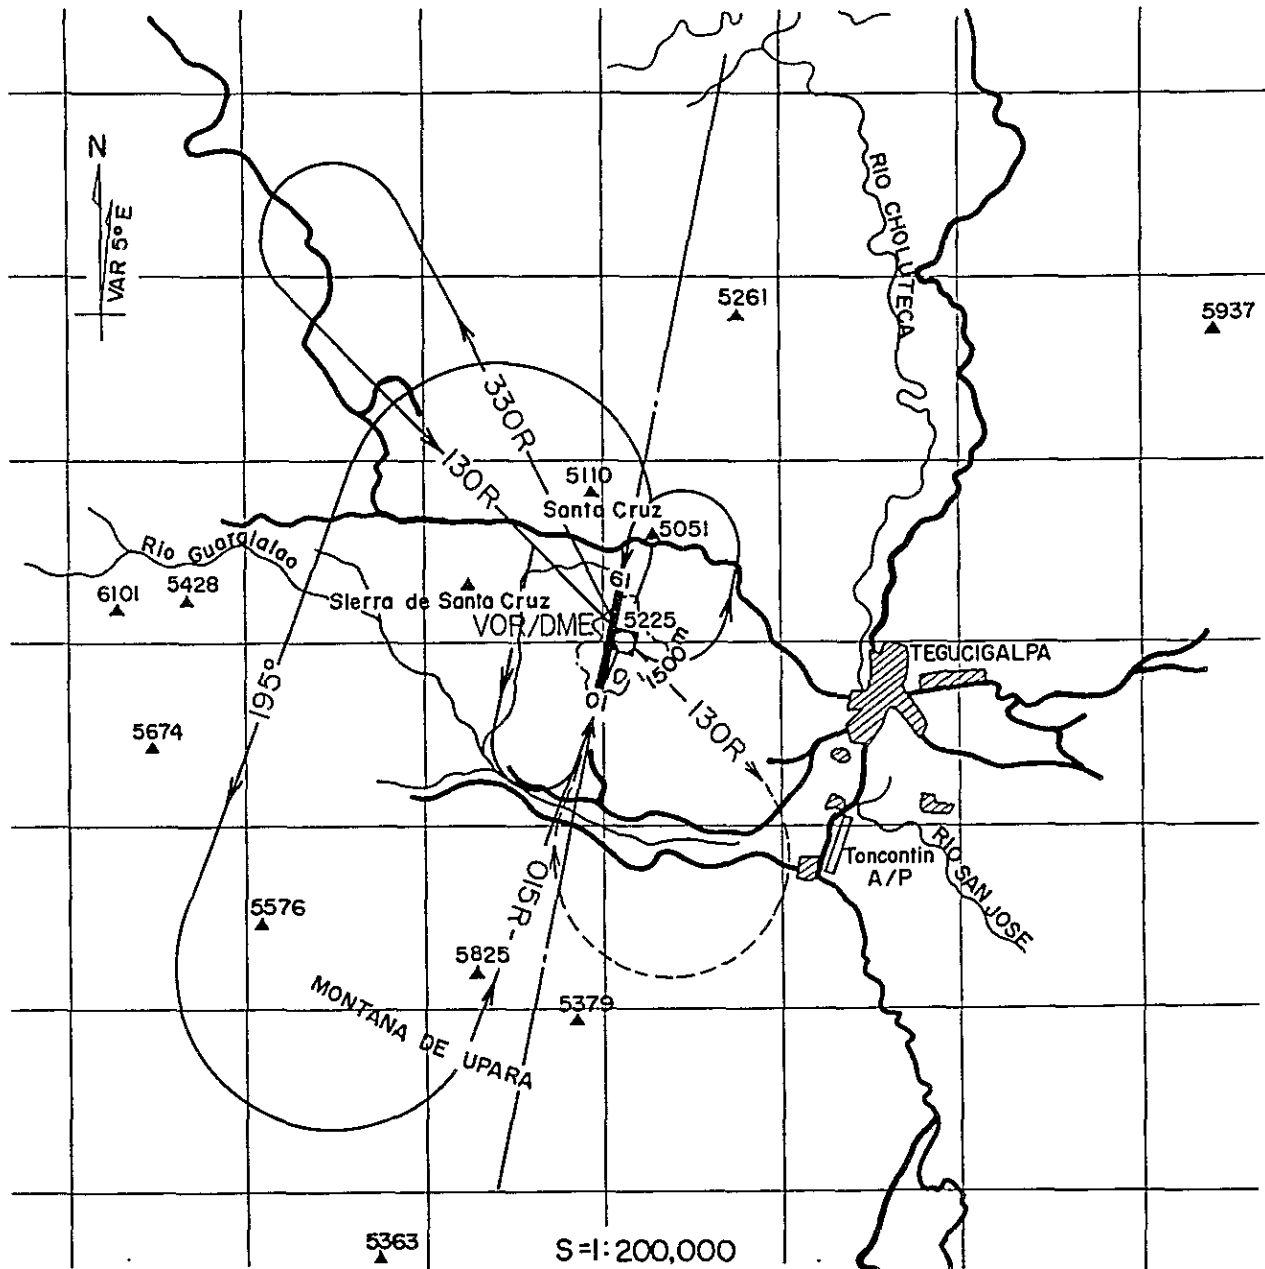 N
VAR 5° E
RIO CHOLUTECA
5261
5937
330R
130R
5110
Santa Cruz
5051
Rio Guaralalao
6101
5428
Sierra de Santa Cruz
19
5225
VOR/DME
1500m
TEGUCIGALPA
01
195°
130R
5674
Toncontin
A/P
RIO SAN JOSE
015R
5576
5825
5379
MONTANA DE UPARA
5363
S=1:200,000